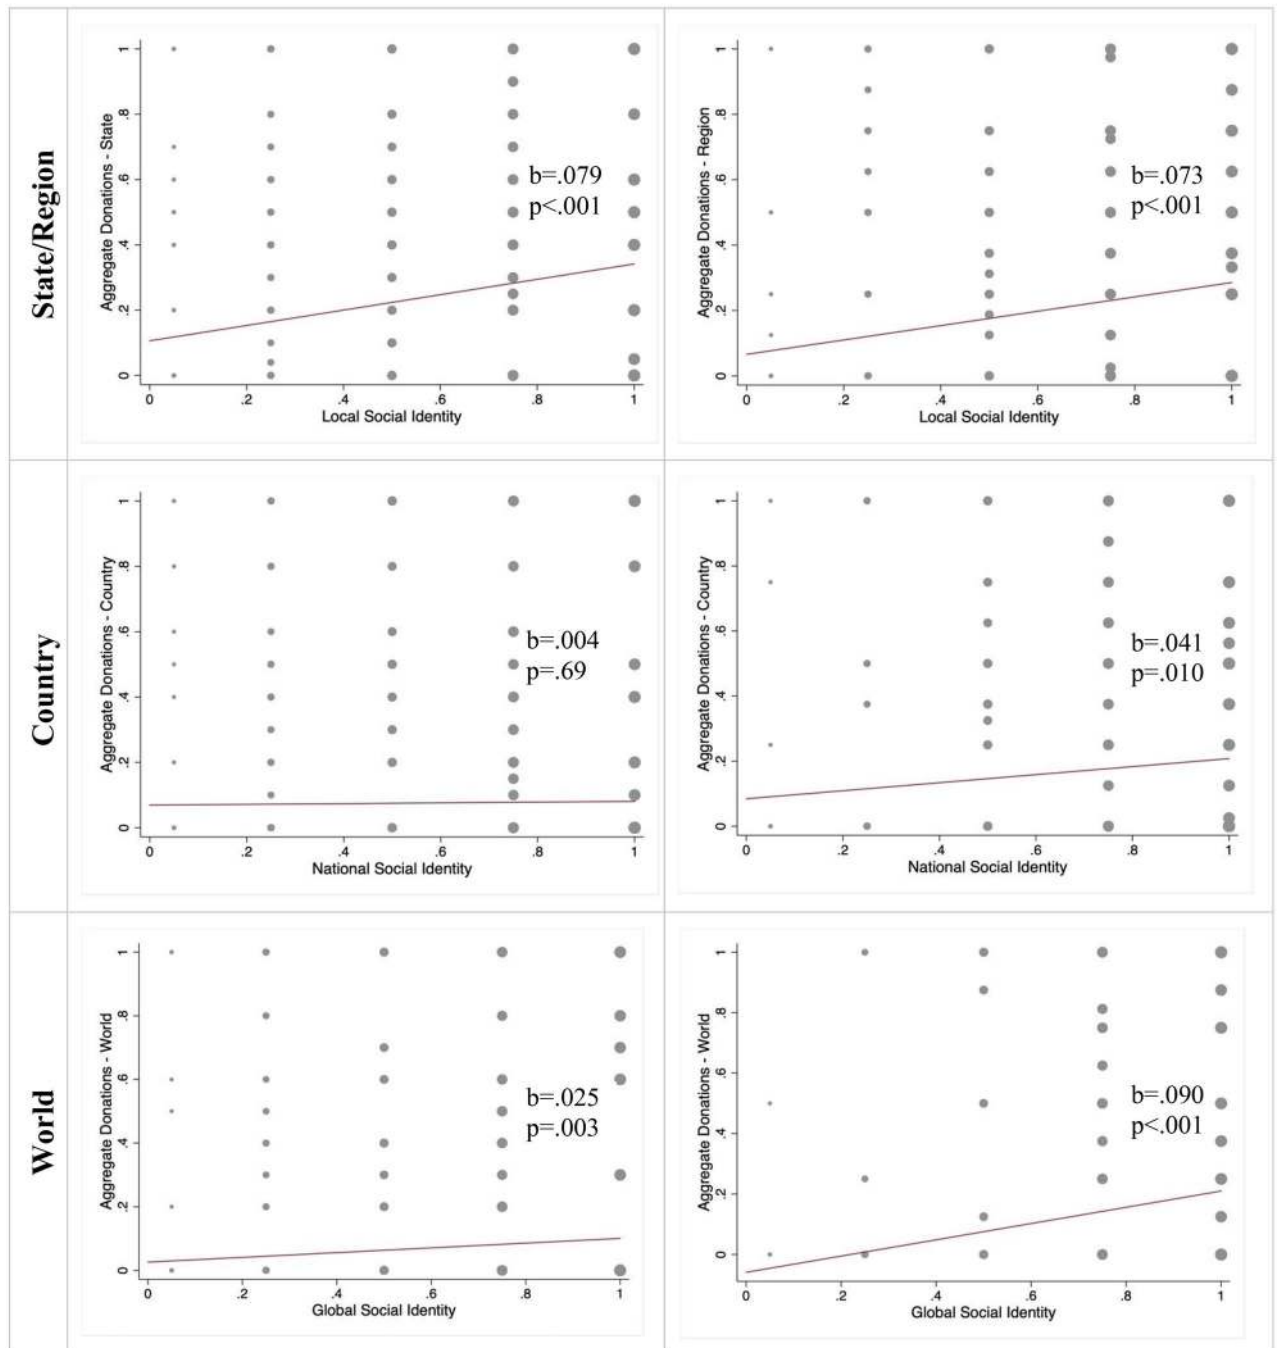 State/Region
Aggregate Donations - State
1
.8
.6
.4
.2
0
b=.079
p<.001
0 .2 .4 .6 .8 1
Local Social Identity
Aggregate Donations - Region
1
.8
.6
.4
.2
0
b=.073
p<.001
0 .2 .4 .6 .8 1
Local Social Identity
Country
Aggregate Donations - Country
1
.8
.6
.4
.2
0
b=.004
p=.69
0 .2 .4 .6 .8 1
National Social Identity
Aggregate Donations - Country
1
.8
.6
.4
.2
0
b=.041
p=.010
0 .2 .4 .6 .8 1
National Social Identity
World
Aggregate Donations - World
1
.8
.6
.4
.2
0
b=.025
p=.003
0 .2 .4 .6 .8 1
Global Social Identity
Aggregate Donations - World
1
.8
.6
.4
.2
0
b=.090
p<.001
0 .2 .4 .6 .8 1
Global Social Identity